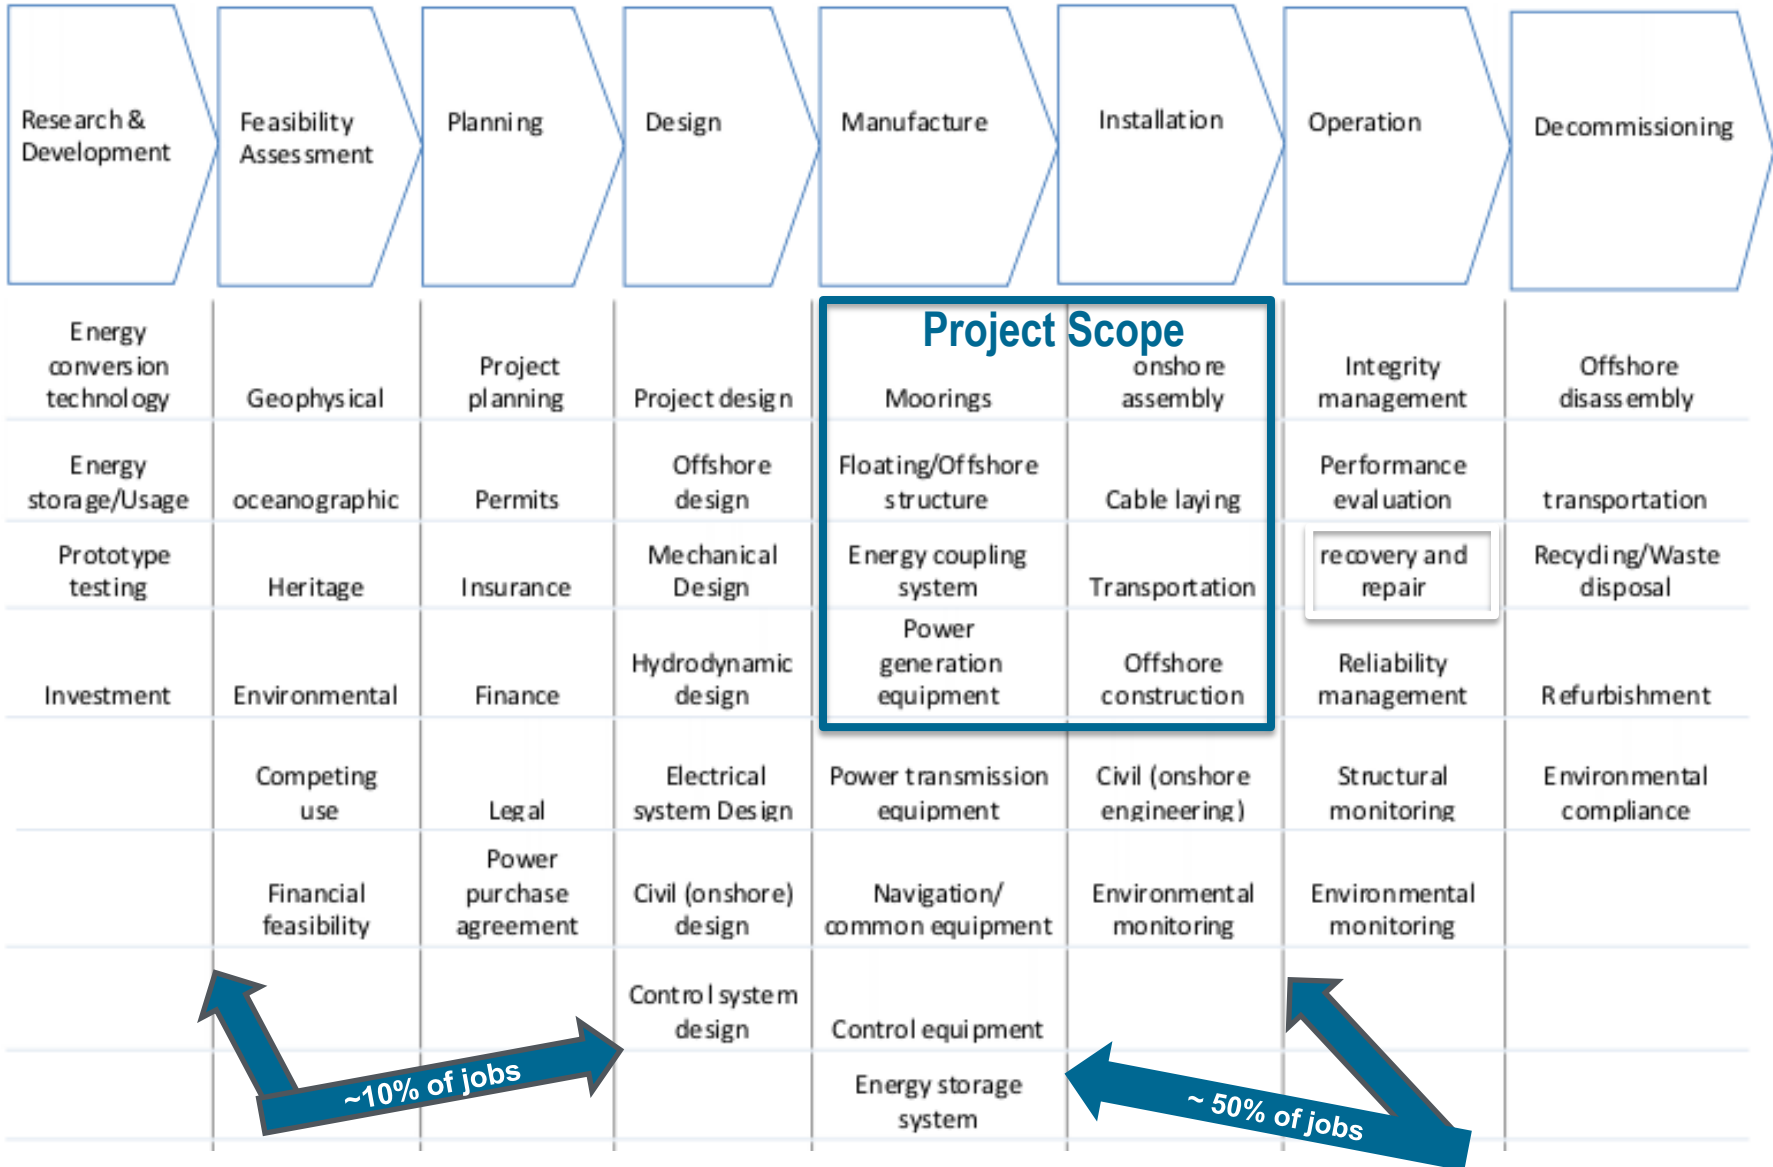 Research &
Development
Feasibility
Assessment
Planning
Design
Manufacture
Installation
Operation
Decommissioning
Project Scope
Energy
conversion
technology
Geophysical
Project
planning
Project design
Moorings
onshore
assembly
Integrity
management
Offshore
disassembly
Energy
storage/Usage
oceanographic
Permits
Offshore
design
Floating/Offshore
structure
Cable laying
Performance
evaluation
transportation
Prototype
testing
Heritage
Insurance
Mechanical
Design
Energy coupling
system
Transportation
recovery and
repair
Recycling/Waste
disposal
Investment
Environmental
Finance
Hydrodynamic
design
Power
generation
equipment
Offshore
construction
Reliability
management
Refurbishment
Competing
use
Legal
Electrical
system Design
Power transmission
equipment
Civil (onshore
engineering)
Structural
monitoring
Environmental
compliance
Financial
feasibility
Power
purchase
agreement
Civil (onshore)
design
Navigation/
common equipment
Environmental
monitoring
Environmental
monitoring
Control system
design
Control equipment
Energy storage
system
~10% of jobs
~ 50% of jobs